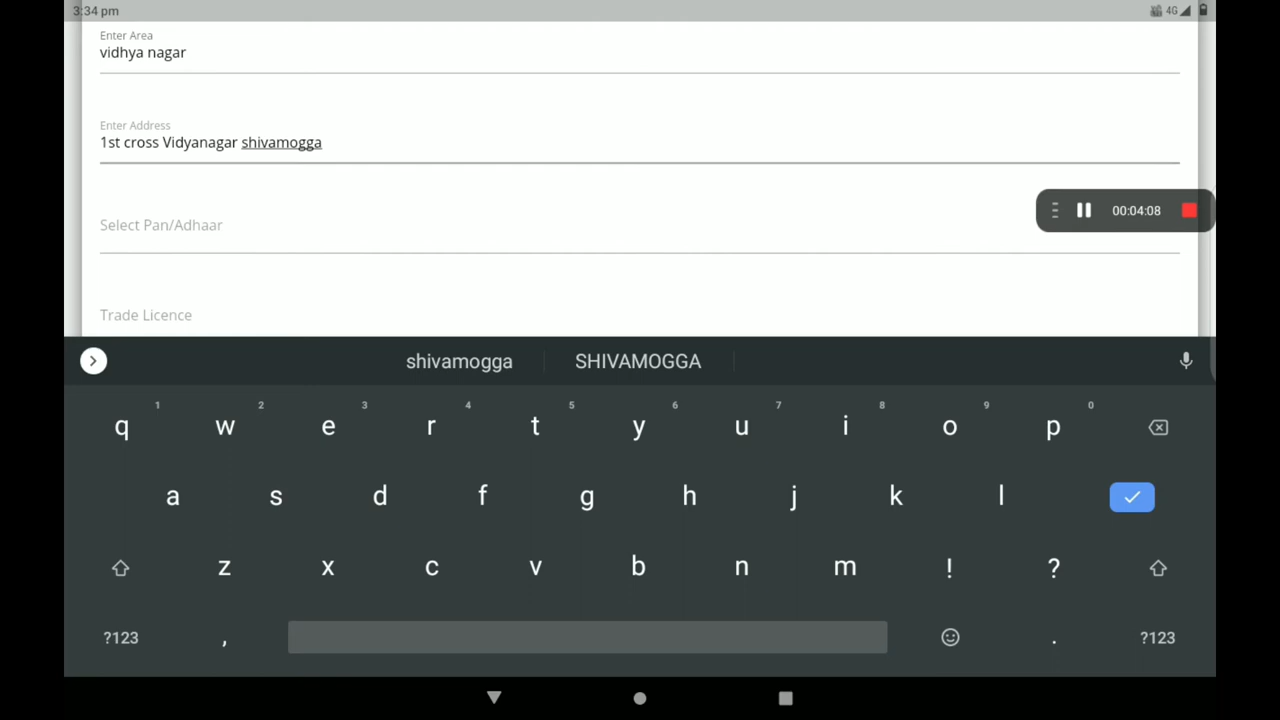 3:34 pm
4G
Enter Area
vidhya nagar
Enter Address
1st cross Vidyanagar shivamogga
Select Pan/Adhaar
00:04:08
Trade Licence
shivamogga SHIVAMOGGA
1 2 3 4 5 6 7 8 9 0
q w e r t y u i o p
a s d f g h j k l
z x c v b n m ! ?
?123 , . ?123